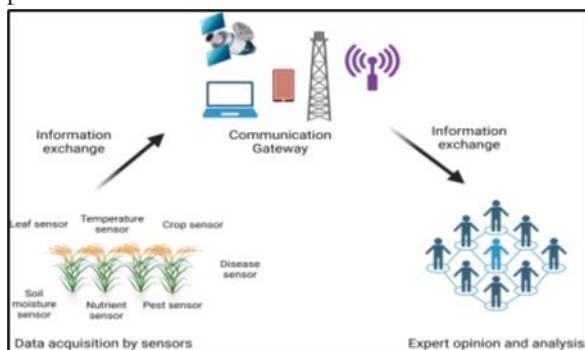 Information
exchange
Communication
Gateway
Information
exchange
Leaf sensor
Temperature
sensor
Crop sensor
Disease
sensor
Soil
moisture
sensor
Nutrient
sensor
Pest sensor
Data acquisition by sensors
Expert opinion and analysis